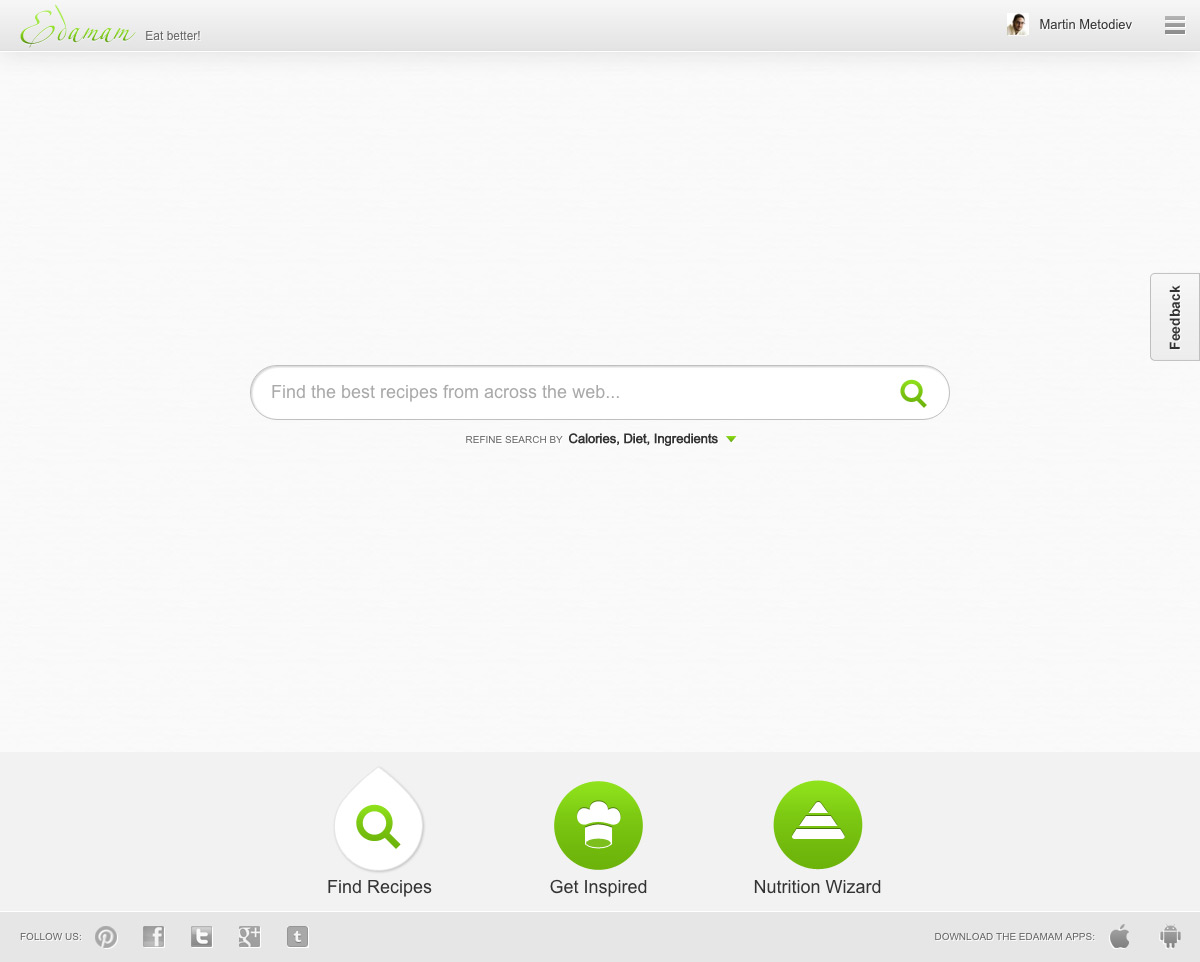 Edamam Eat better!
Martin Metodiev
Feedback
Find the best recipes from across the web...
REFINE SEARCH BY Calories, Diet, Ingredients
Find Recipes
Get Inspired
Nutrition Wizard
FOLLOW US:
DOWNLOAD THE EDAMAM APPS: